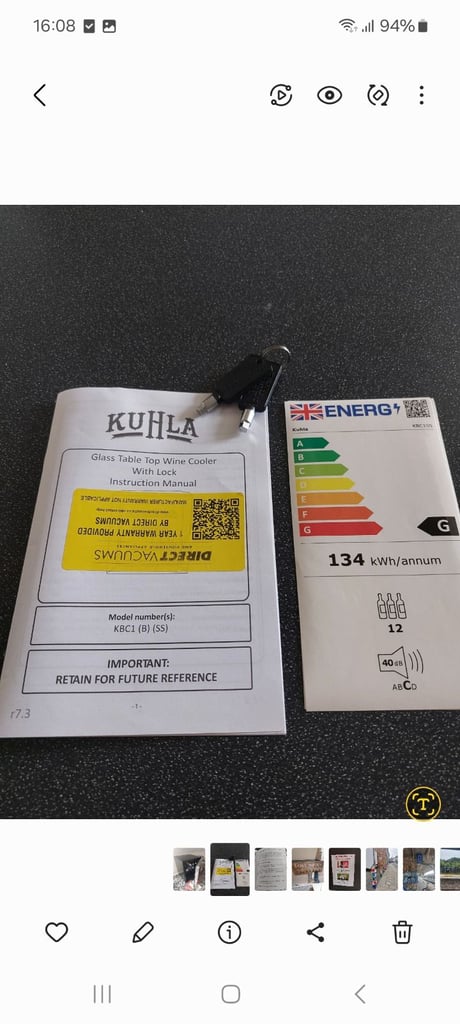 16:08
94%
KUHLA
Glass Table Top Wine Cooler
With Lock
Instruction Manual
DIRECT VACUUMS
1 YEAR WARRANTY PROVIDED
BY DIRECT VACUUMS
MANUFACTURER WARRANTY NOT APPLICABLE
Model number(s):
KBC1 (B) (SS)
IMPORTANT:
RETAIN FOR FUTURE REFERENCE
-1-
r7.3
ENERG
Kuhla
A
B
C
D
E
F
G
G
134 kWh/annum
12
40 dB
ABCD
T